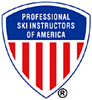 PROFESSIONAL
SKI INSTRUCTORS
OF AMERICA
®